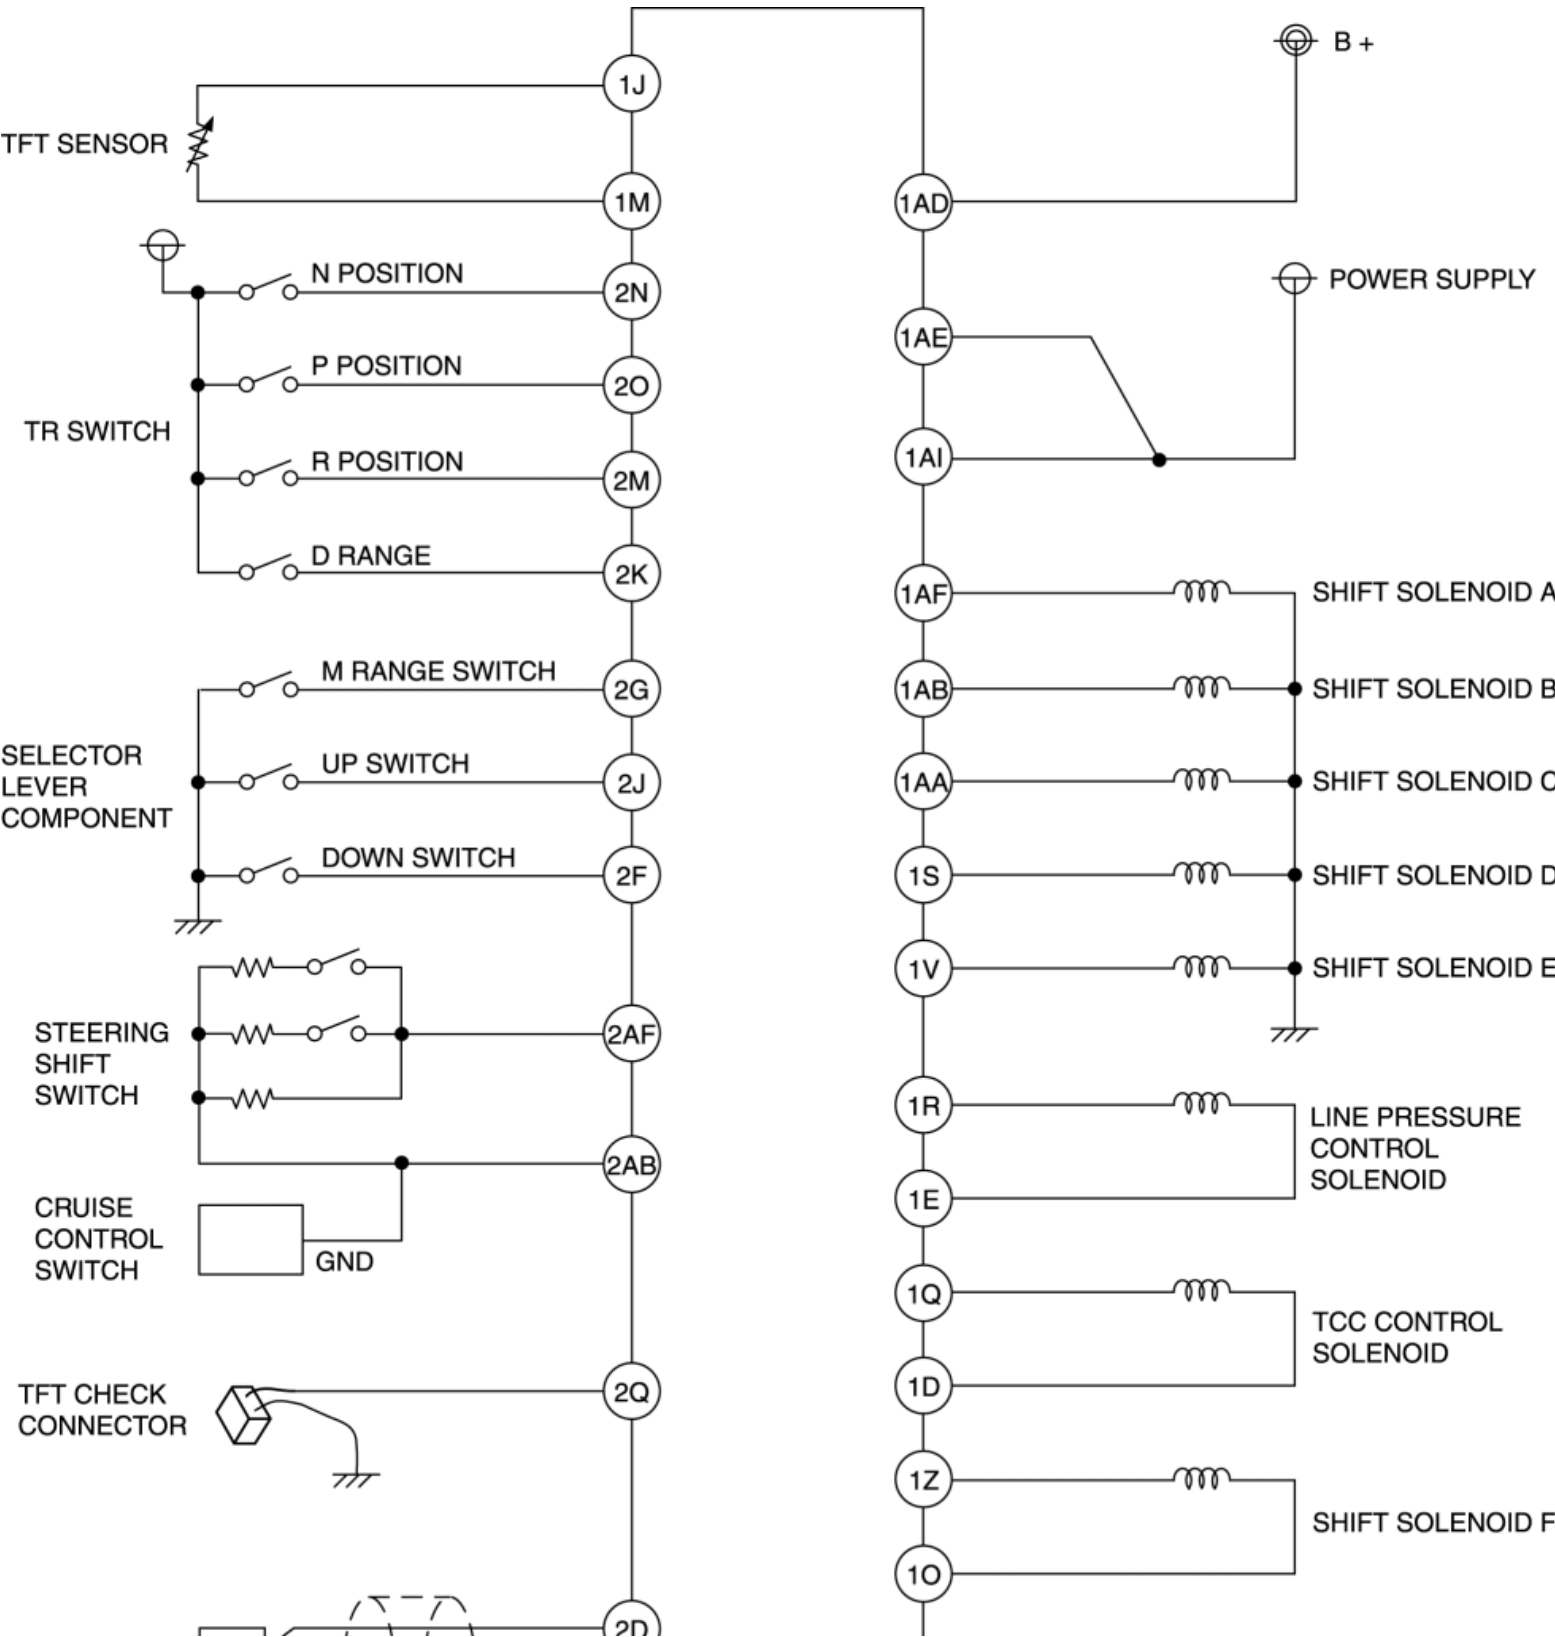 B +
1J
TFT SENSOR
1M
1AD
N POSITION
2N
POWER SUPPLY
1AE
P POSITION
2O
TR SWITCH
R POSITION
2M
1AI
D RANGE
2K
1AF
SHIFT SOLENOID A
M RANGE SWITCH
2G
1AB
SHIFT SOLENOID B
SELECTOR
LEVER
COMPONENT
UP SWITCH
2J
1AA
SHIFT SOLENOID C
DOWN SWITCH
2F
1S
SHIFT SOLENOID D
1V
SHIFT SOLENOID E
STEERING
SHIFT
SWITCH
2AF
1R
LINE PRESSURE
CONTROL
SOLENOID
2AB
1E
CRUISE
CONTROL
SWITCH
GND
1Q
TCC CONTROL
SOLENOID
TFT CHECK
CONNECTOR
2Q
1D
1Z
SHIFT SOLENOID F
1O
2D